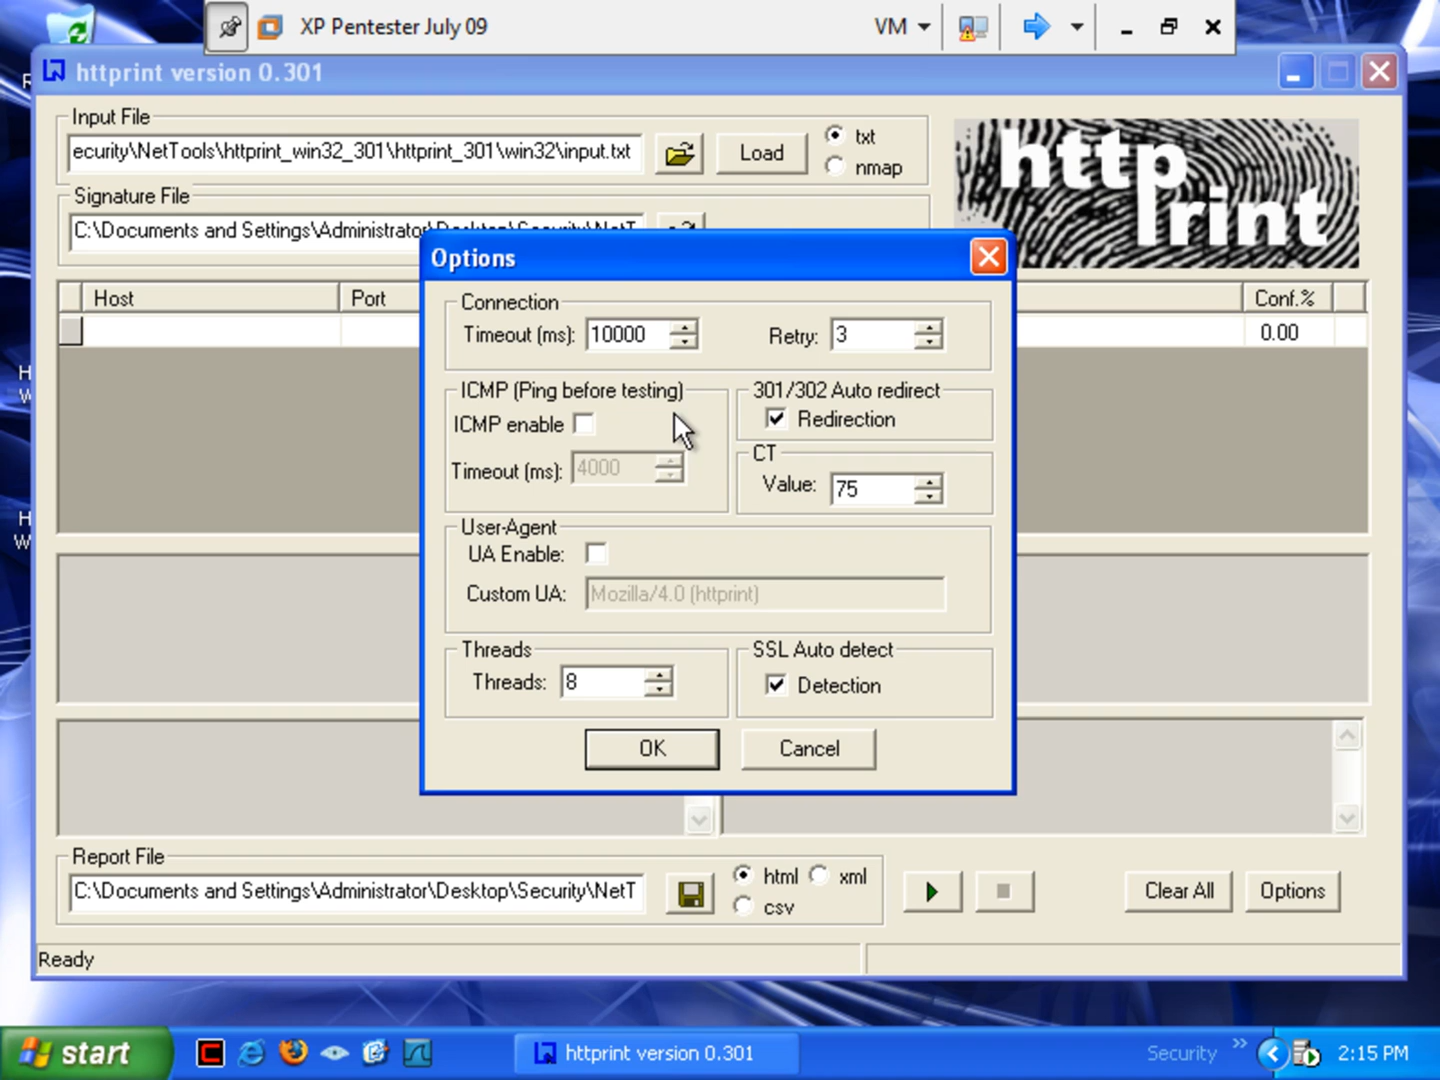 XP Pentester July 09
VM
httprint version 0.301
Input File
ecurity\NetTools\httprint_win32_301\httprint_301\win32\input.txt
Load
txt
nmap
http
print
Signature File
C:\Documents and Settings\Administrator\Desktop\Security\NetT
Options
Host
Port
Conf.%
0.00
Connection
Timeout (ms): 10000
Retry: 3
ICMP (Ping before testing)
ICMP enable
Timeout (ms): 4000
301/302 Auto redirect
Redirection
CT
Value: 75
User-Agent
UA Enable:
Custom UA: Mozilla/4.0 (httprint)
Threads
Threads: 8
SSL Auto detect
Detection
OK
Cancel
Report File
C:\Documents and Settings\Administrator\Desktop\Security\NetT
html
xml
csv
Clear All
Options
Ready
start
httprint version 0.301
Security
2:15 PM